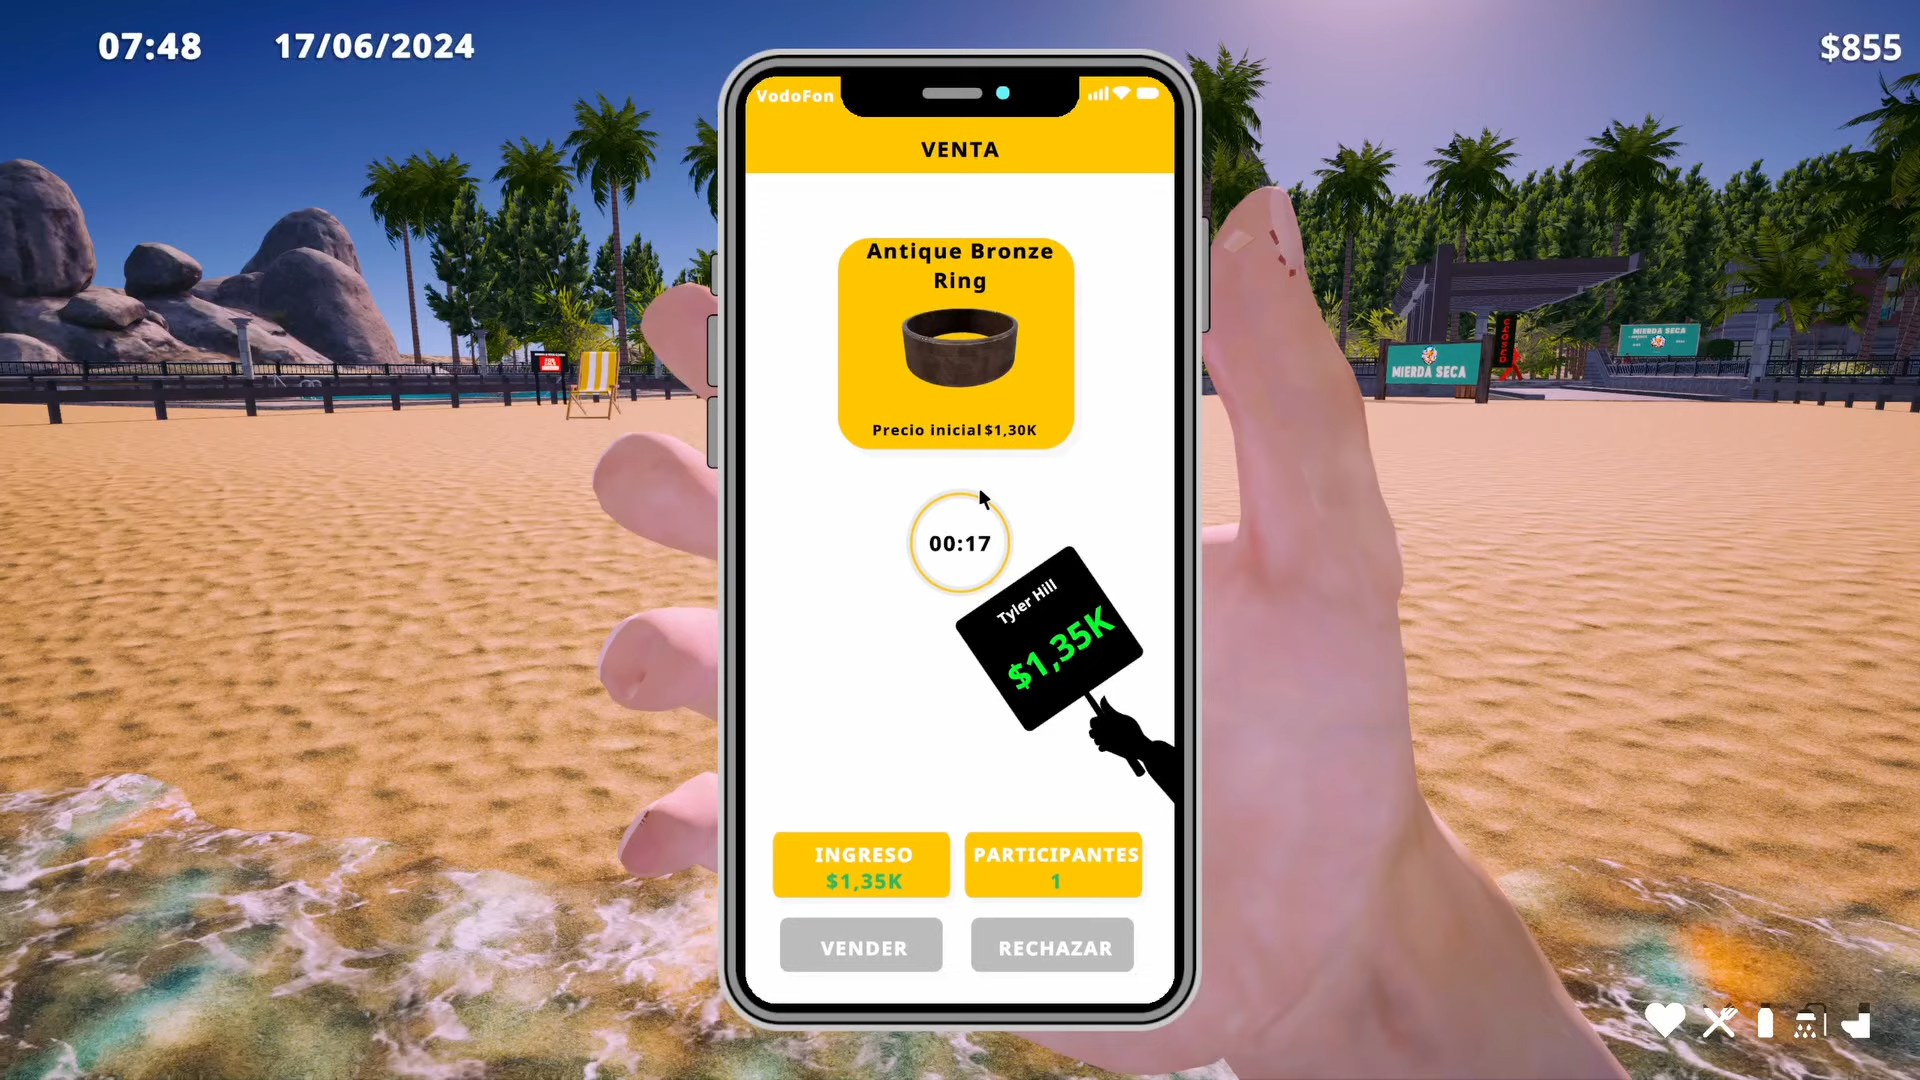 07:48
17/06/2024
$855
VodoFon
VENTA
Antique Bronze
Ring
Precio inicial $1,30K
00:17
Tyler Hill
$1,35K
INGRESO
$1,35K
PARTICIPANTES
1
VENDER
RECHAZAR
MIERDA SECA
MIERDA SECA